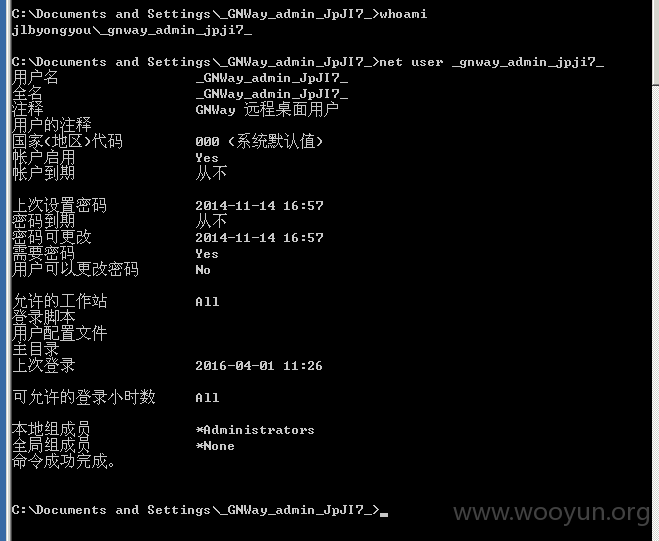 C:\Documents and Settings\_GNWay_admin_JpJI7_>whoami
jlbyongyou\_gnway_admin_jpji7_
C:\Documents and Settings\_GNWay_admin_JpJI7_>net user _gnway_admin_jpji7_
用户名 _GNWay_admin_JpJI7_
全名 _GNWay_admin_JpJI7_
注释 GNWay 远程桌面用户
用户的注释
国家(地区)代码 000 (系统默认值)
帐户启用 Yes
帐户到期 从不
上次设置密码 2014-11-14 16:57
密码到期 从不
密码可更改 2014-11-14 16:57
需要密码 Yes
用户可以更改密码 No
允许的工作站 All
登录脚本
用户配置文件
主目录
上次登录 2016-04-01 11:26
可允许的登录小时数 All
本地组成员 *Administrators
全局组成员 *None
命令成功完成。
C:\Documents and Settings\_GNWay_admin_JpJI7_>
www.wooyun.org